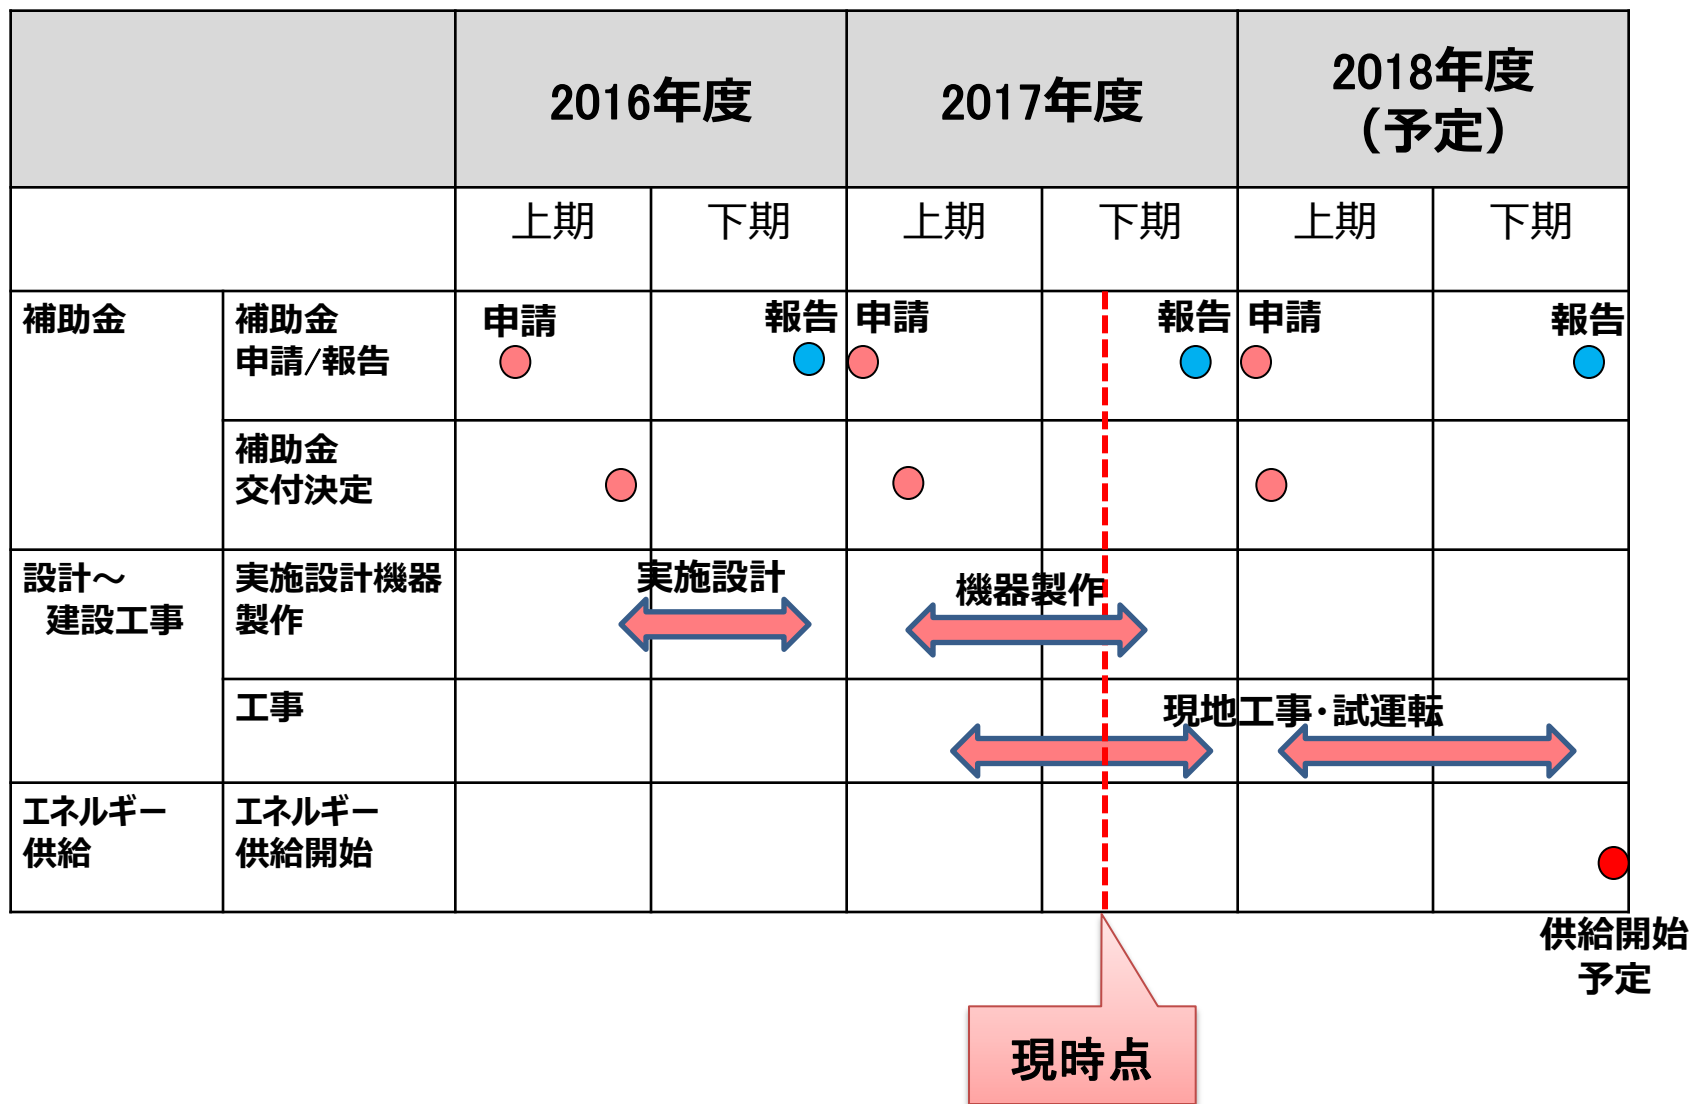 2016年度
2017年度
2018年度
（予定）
上期
下期
上期
下期
上期
下期
補助金
補助金
申請/報告
申請
報告
申請
報告
申請
報告
補助金
交付決定
設計～
建設工事
実施設計機器
製作
実施設計
機器製作
工事
現地工事･試運転
エネルギー
供給
エネルギー
供給開始
供給開始
予定
現時点